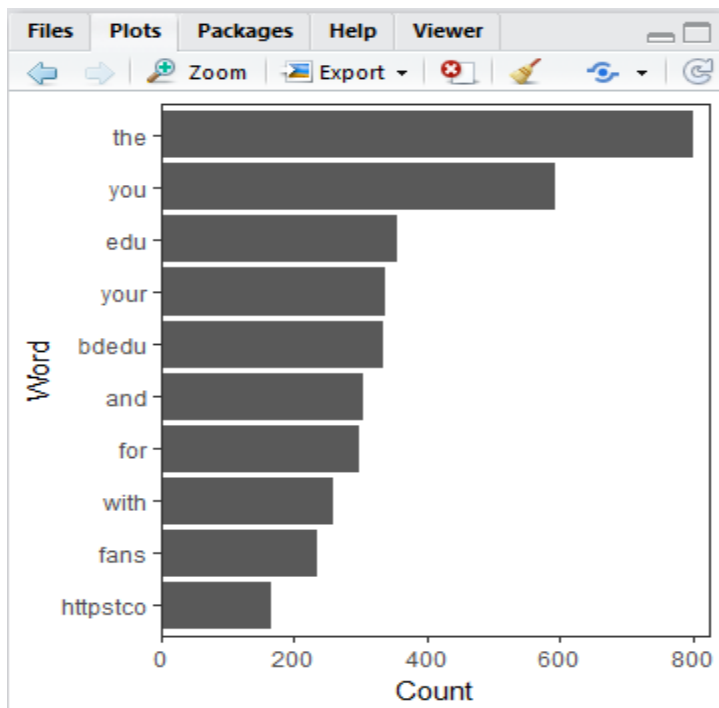 Files Plots Packages Help Viewer
Zoom Export
the
you
edu
your
bdedu
and
for
with
fans
httpstco
Word
0 200 400 600 800
Count